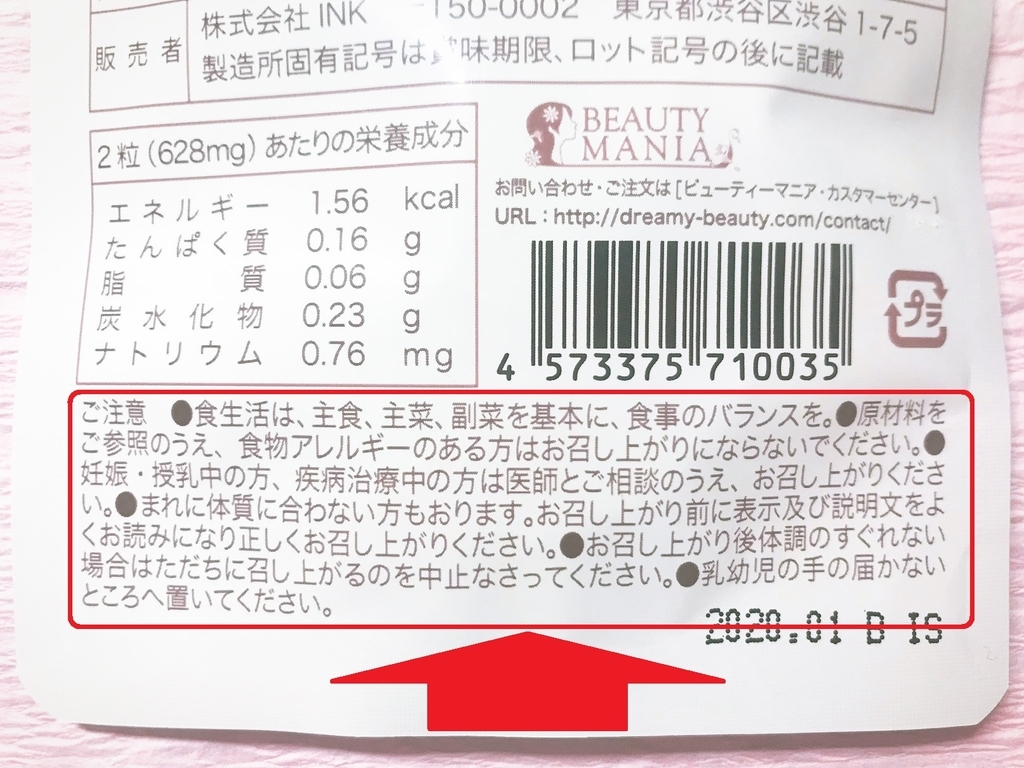 販売者
株式会社 INK 150-0002 東京都渋谷区渋谷 1-7-5
製造所固有記号は賞味期限、ロット記号の後に記載
2粒(628mg)あたりの栄養成分
エネルギー 1.56 kcal
たんぱく質 0.16 g
脂質 0.06 g
炭水化物 0.23 g
ナトリウム 0.76 mg
BEAUTY
MANIA
お問い合わせ・ご注文は[ビューティーマニア・カスタマーセンター]
URL:http://dreamy-beauty.com/contact/
4 573375 710035
プラ
ご注意 ●食生活は、主食、主菜、副菜を基本に、食事のバランスを。●原材料を
ご参照のうえ、食物アレルギーのある方はお召し上がりにならないでください。●
妊娠・授乳中の方、疾病治療中の方は医師とご相談のうえ、お召し上がりくださ
い。●まれに体質に合わない方もおります。お召し上がり前に表示及び説明文をよ
くお読みになり正しくお召し上がりください。●お召し上がり後体調のすぐれない
場合はただちに召し上がるのを中止なさってください。●乳幼児の手の届かない
ところへ置いてください。
2020.01 B IS